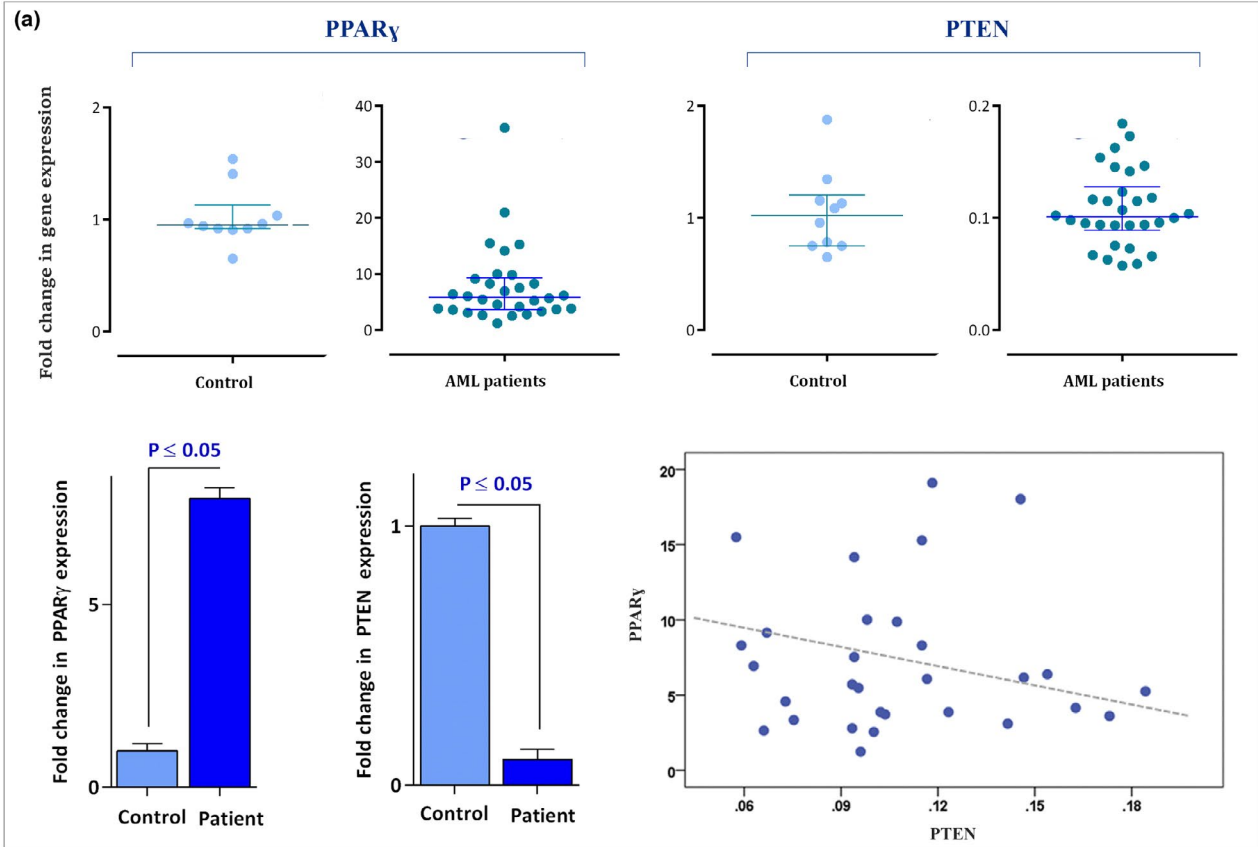 (a)
PPARɣ
PTEN
Fold change in gene expression
2
1
0
Control
40
30
20
10
0
AML patients
2
1
0
Control
0.2
0.1
0.0
AML patients
P ≤ 0.05
Fold change in PPARγ expression
5
0
Control Patient
P ≤ 0.05
Fold change in PTEN expression
1
0
Control Patient
PPARɣ
20
15
10
5
0
.06 .09 .12 .15 .18
PTEN